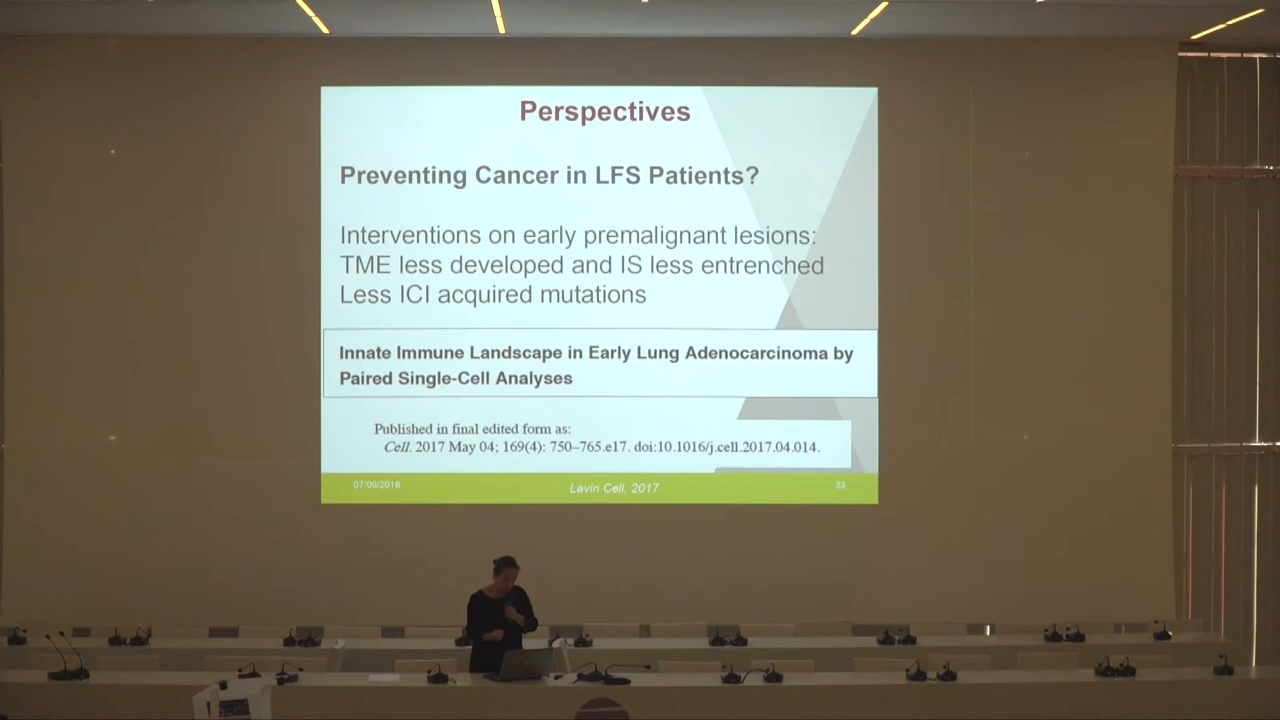 Perspectives
Preventing Cancer in LFS Patients?
Interventions on early premalignant lesions:
TME less developed and IS less entrenched
Less ICI acquired mutations
Innate Immune Landscape in Early Lung Adenocarcinoma by
Paired Single-Cell Analyses
Published in final edited form as:
Cell. 2017 May 04; 169(4): 750–765.e17. doi:10.1016/j.cell.2017.04.014.
07/09/2018
Lavin Cell, 2017
33